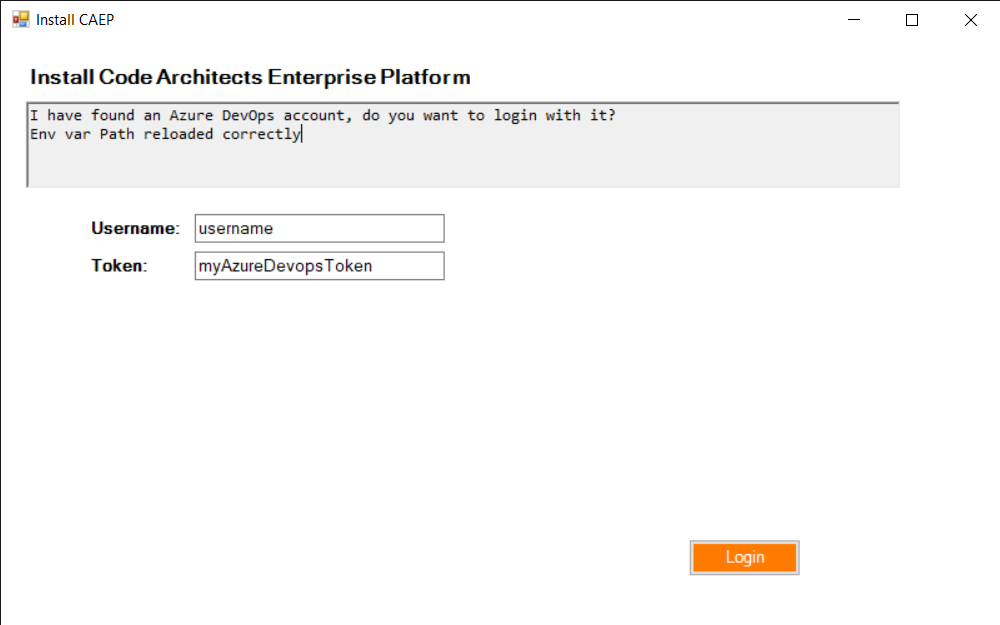 Install CAEP
Install Code Architects Enterprise Platform
I have found an Azure DevOps account, do you want to login with it?
Env var Path reloaded correctly
Username: username
Token: myAzureDevopsToken
Login